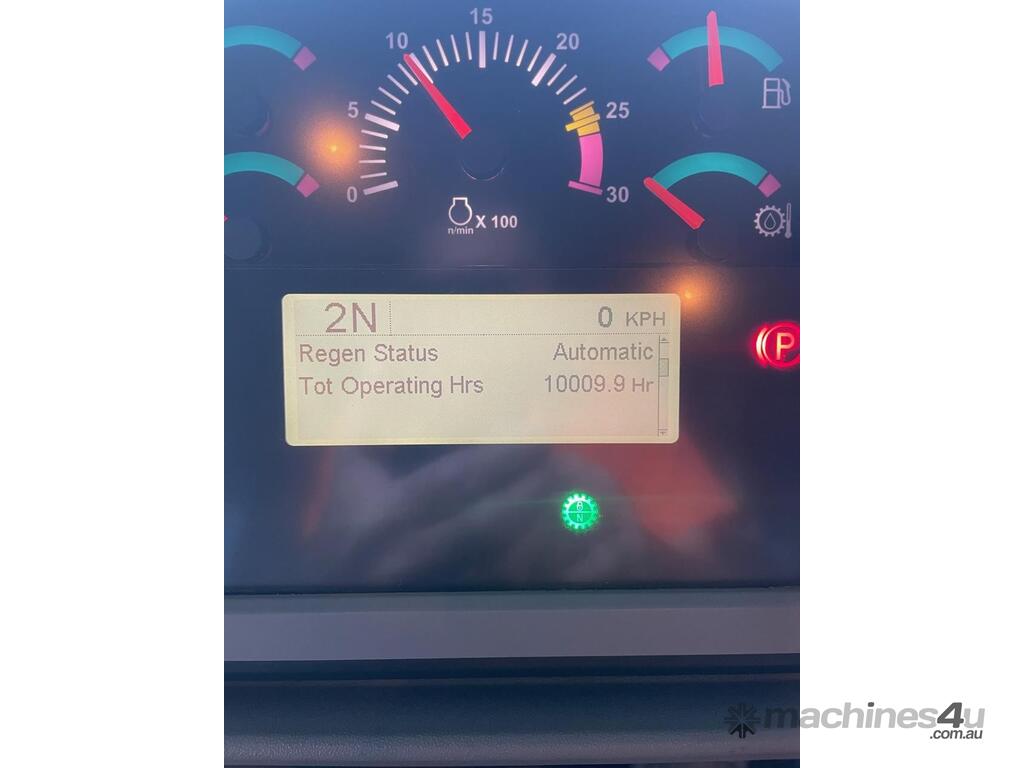 15
10 20
5 25
0 30
n/min X 100
2N 0 KPH
Regen Status Automatic
Tot Operating Hrs 10009.9 Hr
P
N
machines4u
.com.au